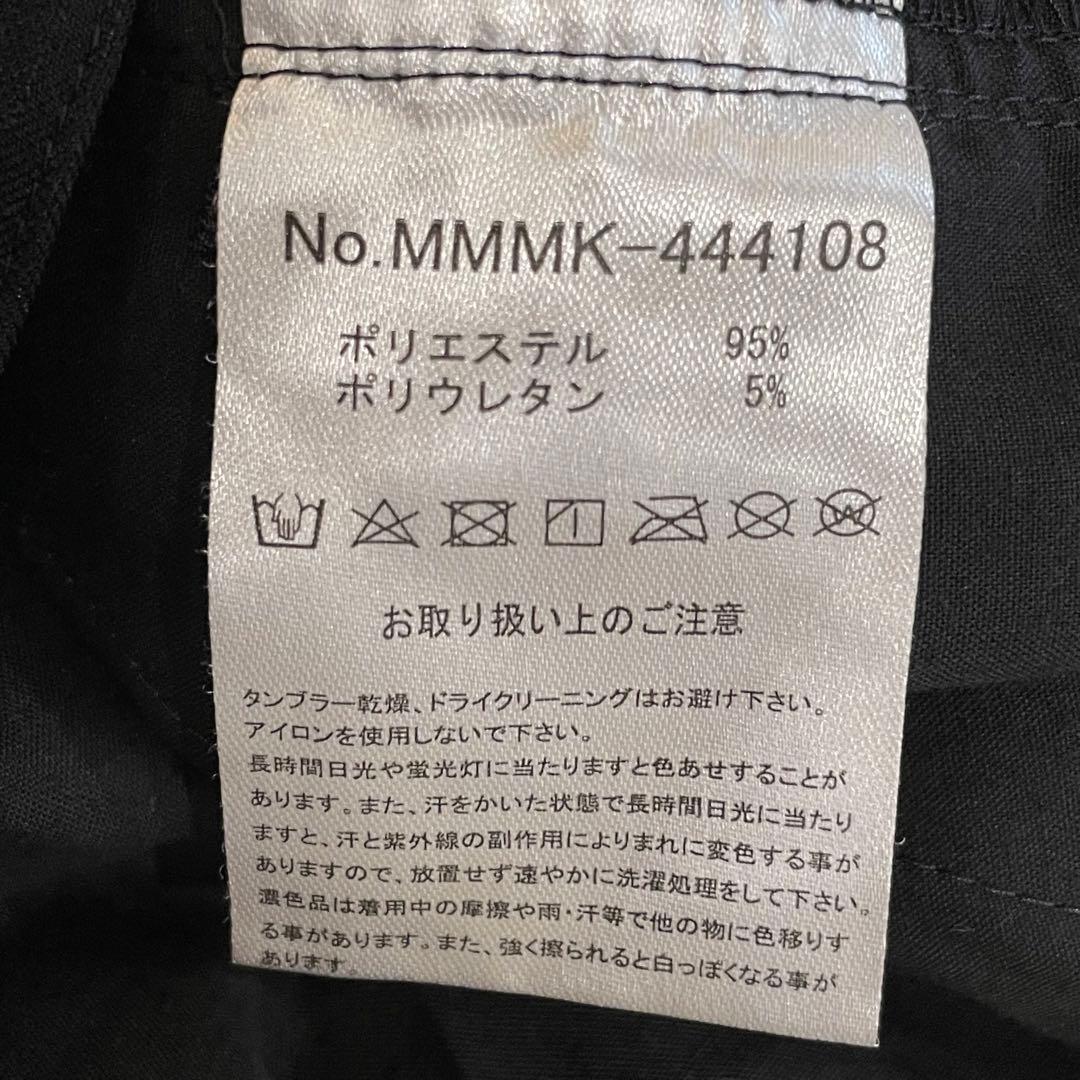 No.MMMK-444108
ポリエステル 95%
ポリウレタン 5%
W
お取り扱い上のご注意
タンブラー乾燥、ドライクリーニングはお避け下さい。
アイロンを使用しないで下さい。
長時間日光や蛍光灯に当たりますと色あせすることが
あります。また、汗をかいた状態で長時間日光に当たり
ますと、汗と紫外線の副作用によりまれに変色する事が
ありますので、放置せず速やかに洗濯処理をして下さい。
濃色品は着用中の摩擦や雨・汗等で他の物に色移りす
る事があります。また、強く擦られると白っぽくなる事が
あります。